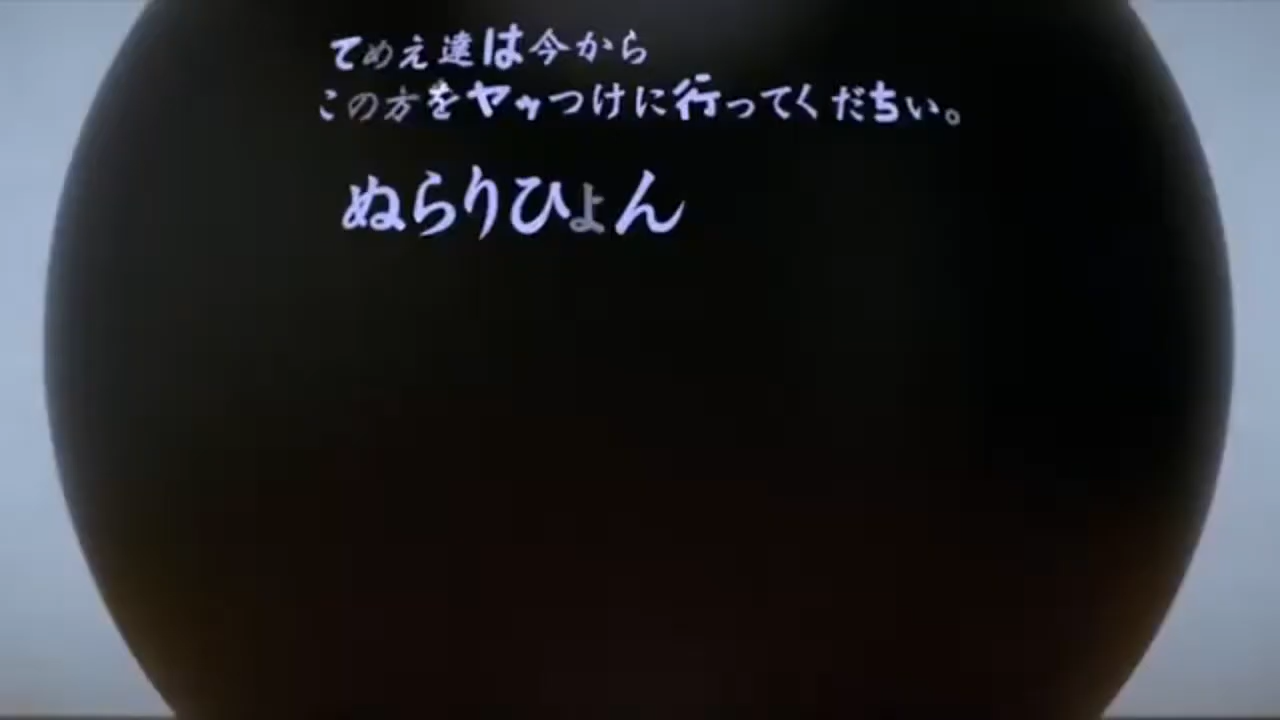 てめえ達は今から
この方をヤッつけに行ってくだちい。
ぬらりひょん